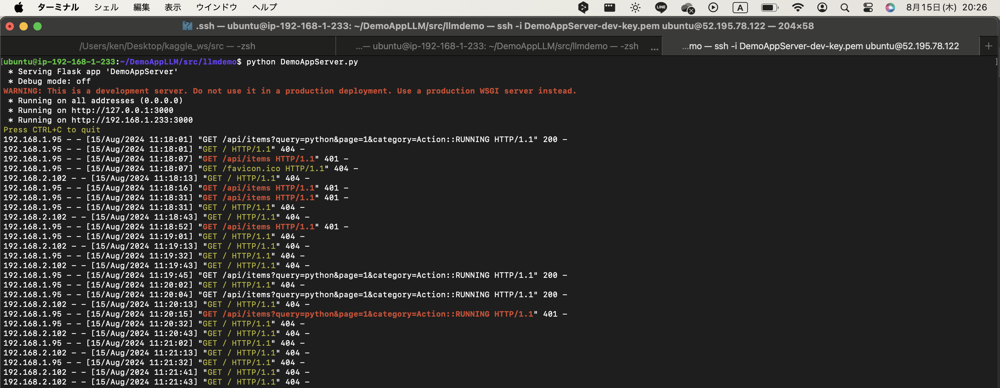 ターミナル シェル 編集 表示 ウインドウ ヘルプ LINE A 8月15日(木) 20:26
.ssh — ubuntu@ip-192-168-1-233: ~/DemoAppLLM/src/llmdemo — ssh -i DemoAppServer-dev-key.pem ubuntu@52.195.78.122 — 204×58
/Users/ken/Desktop/kaggle_ws/src — -zsh ...— ubuntu@ip-192-168-1-233: ~/DemoAppLLM/src/llmdemo — -zsh ... ...mo — ssh -i DemoAppServer-dev-key.pem ubuntu@52.195.78.122 +
[ubuntu@ip-192-168-1-233:~/DemoAppLLM/src/llmdemo$ python DemoAppServer.py ]
 * Serving Flask app 'DemoAppServer'
 * Debug mode: off
WARNING: This is a development server. Do not use it in a production deployment. Use a production WSGI server instead.
 * Running on all addresses (0.0.0.0)
 * Running on http://127.0.0.1:3000
 * Running on http://192.168.1.233:3000
Press CTRL+C to quit
192.168.1.95 - - [15/Aug/2024 11:18:01] "GET /api/items?query=python&page=1&category=Action::RUNNING HTTP/1.1" 200 -
192.168.1.95 - - [15/Aug/2024 11:18:01] "GET / HTTP/1.1" 404 -
192.168.1.95 - - [15/Aug/2024 11:18:07] "GET /api/items HTTP/1.1" 401 -
192.168.1.95 - - [15/Aug/2024 11:18:07] "GET /favicon.ico HTTP/1.1" 404 -
192.168.2.102 - - [15/Aug/2024 11:18:13] "GET / HTTP/1.1" 404 -
192.168.1.95 - - [15/Aug/2024 11:18:16] "GET /api/items HTTP/1.1" 401 -
192.168.1.95 - - [15/Aug/2024 11:18:31] "GET /api/items HTTP/1.1" 401 -
192.168.1.95 - - [15/Aug/2024 11:18:31] "GET / HTTP/1.1" 404 -
192.168.2.102 - - [15/Aug/2024 11:18:43] "GET / HTTP/1.1" 404 -
192.168.1.95 - - [15/Aug/2024 11:18:52] "GET /api/items HTTP/1.1" 401 -
192.168.1.95 - - [15/Aug/2024 11:19:01] "GET / HTTP/1.1" 404 -
192.168.2.102 - - [15/Aug/2024 11:19:13] "GET / HTTP/1.1" 404 -
192.168.1.95 - - [15/Aug/2024 11:19:32] "GET / HTTP/1.1" 404 -
192.168.2.102 - - [15/Aug/2024 11:19:43] "GET / HTTP/1.1" 404 -
192.168.1.95 - - [15/Aug/2024 11:19:45] "GET /api/items?query=python&page=1&category=Action::RUNNING HTTP/1.1" 200 -
192.168.1.95 - - [15/Aug/2024 11:20:02] "GET / HTTP/1.1" 404 -
192.168.1.95 - - [15/Aug/2024 11:20:04] "GET /api/items?query=python&page=1&category=Action::RUNNING HTTP/1.1" 200 -
192.168.2.102 - - [15/Aug/2024 11:20:13] "GET / HTTP/1.1" 404 -
192.168.1.95 - - [15/Aug/2024 11:20:15] "GET /api/items?query=python&page=1&category=Action::RUNNING HTTP/1.1" 401 -
192.168.1.95 - - [15/Aug/2024 11:20:32] "GET / HTTP/1.1" 404 -
192.168.2.102 - - [15/Aug/2024 11:20:43] "GET / HTTP/1.1" 404 -
192.168.1.95 - - [15/Aug/2024 11:21:02] "GET / HTTP/1.1" 404 -
192.168.2.102 - - [15/Aug/2024 11:21:13] "GET / HTTP/1.1" 404 -
192.168.1.95 - - [15/Aug/2024 11:21:32] "GET / HTTP/1.1" 404 -
192.168.2.102 - - [15/Aug/2024 11:21:41] "GET / HTTP/1.1" 404 -
192.168.2.102 - - [15/Aug/2024 11:21:43] "GET / HTTP/1.1" 404 -